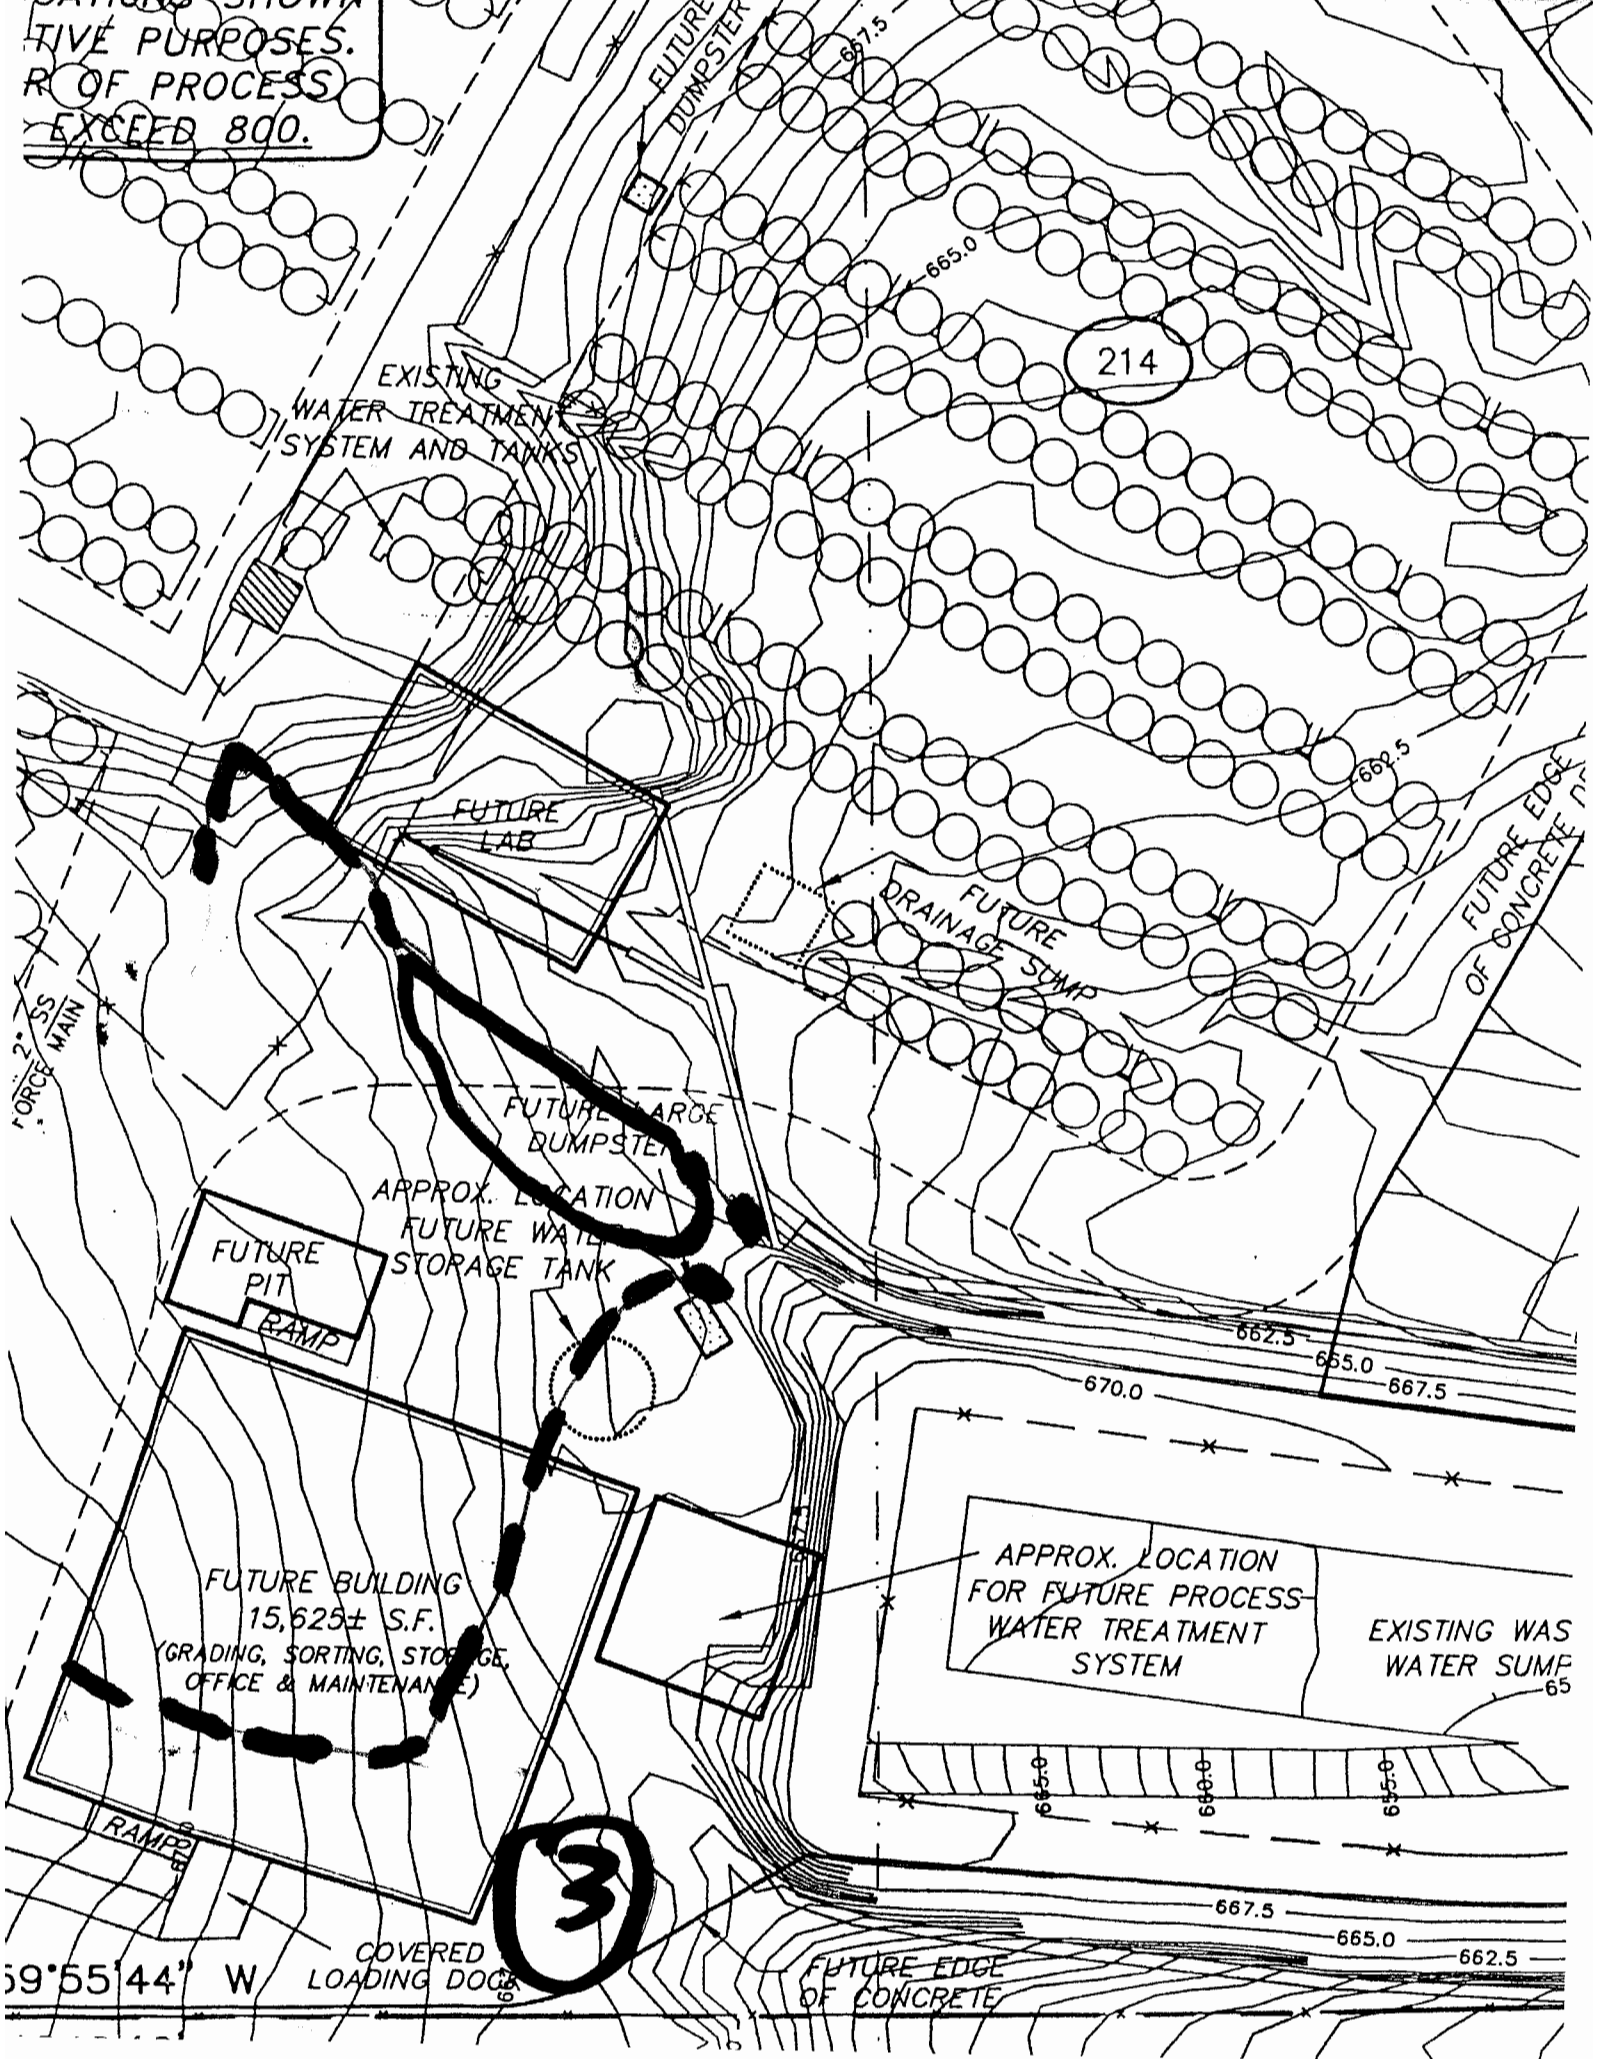 TIVE PURPOSES.
R OF PROCESS
EXCEED 800.
FUTURE
DUMPSTER
667.5
665.0
214
EXISTING
WATER TREATMENT
SYSTEM AND TANKS
662.5
FUTURE EDGE
OF CONCRETE
FUTURE
LAB
FUTURE
DRAINAGE SUMP
2" SS
FORCE MAIN
FUTURE LARGE
DUMPSTER
APPROX. LOCATION
FUTURE WATER
STORAGE TANK
FUTURE
PIT
RAMP
662.5
665.0
667.5
670.0
667.5
APPROX. LOCATION
FOR FUTURE PROCESS
WATER TREATMENT
SYSTEM
EXISTING WAS
WATER SUMP
65
FUTURE BUILDING
15,625± S.F.
(GRADING, SORTING, STORAGE,
OFFICE & MAINTENANCE)
665.0
660.0
655.0
RAMP
3
667.5
665.0
662.5
COVERED
LOADING DOCK
59°55'44" W
FUTURE EDGE
OF CONCRETE